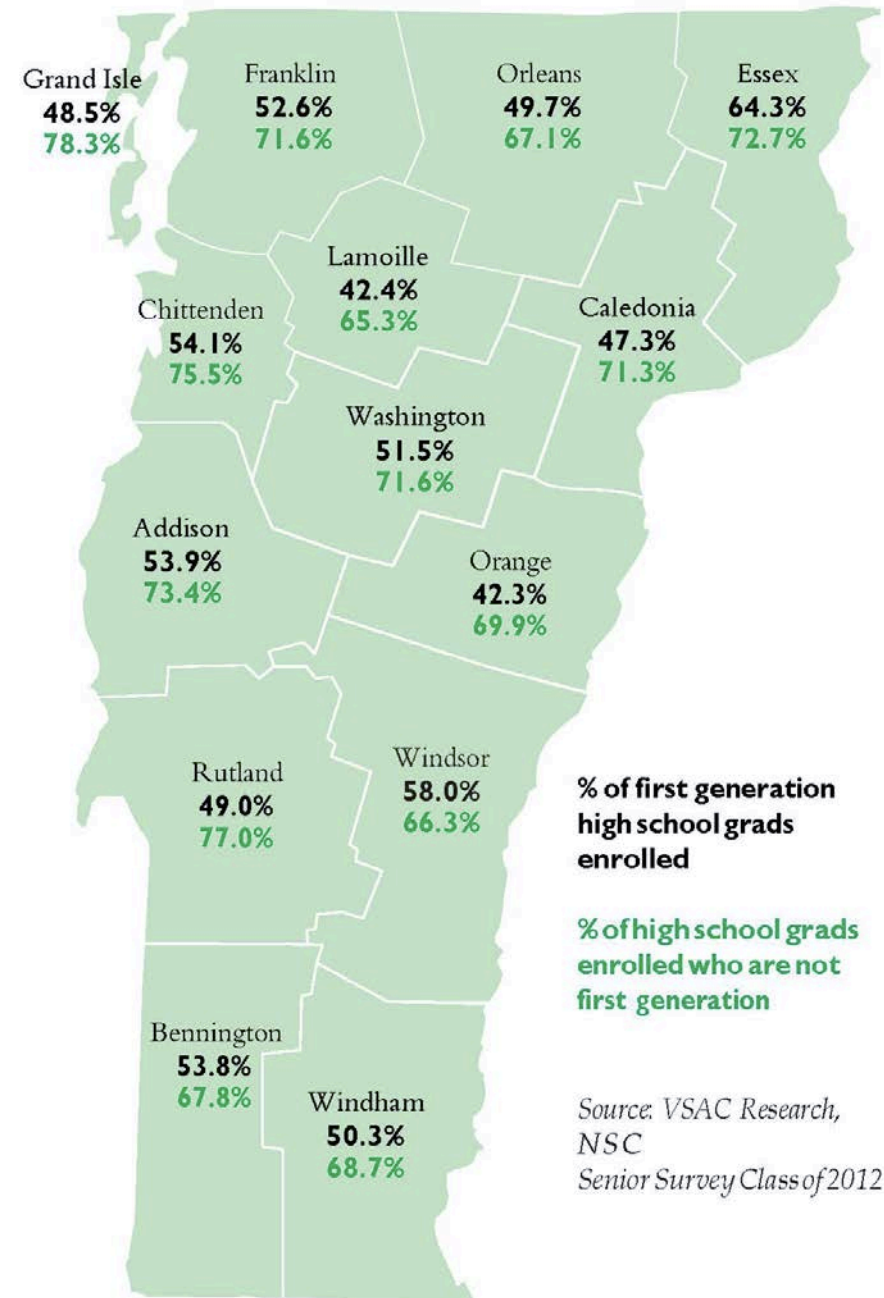 Grand Isle
48.5%
78.3%
Franklin
52.6%
71.6%
Orleans
49.7%
67.1%
Essex
64.3%
72.7%
Lamoille
42.4%
65.3%
Chittenden
54.1%
75.5%
Caledonia
47.3%
71.3%
Washington
51.5%
71.6%
Addison
53.9%
73.4%
Orange
42.3%
69.9%
Rutland
49.0%
77.0%
Windsor
58.0%
66.3%
Bennington
53.8%
67.8%
Windham
50.3%
68.7%
% of first generation
high school grads
enrolled
% of high school grads
enrolled who are not
first generation
Source: VSAC Research,
NSC
Senior Survey Class of 2012